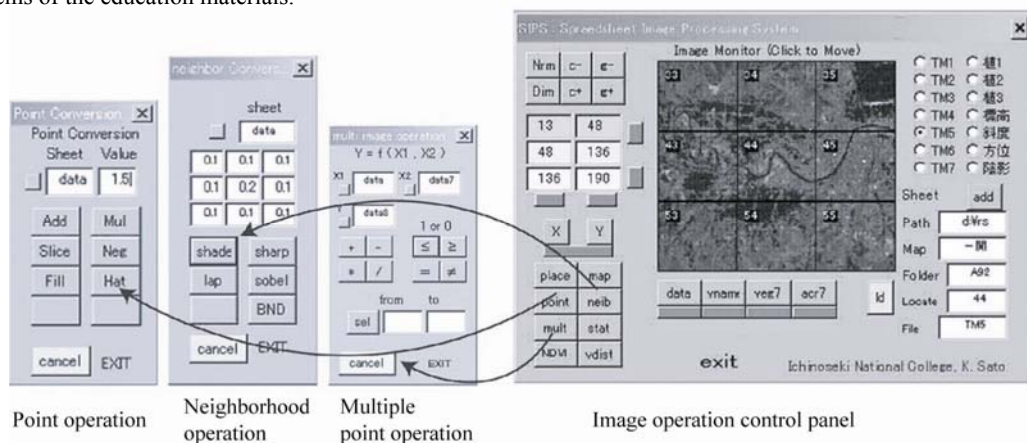 ems of the education materials.
Point Conversion
Point Conversion
Sheet Value
data 1.5
Add Mul
Slice Neg
Fill Hat
cancel EXIT
neighbor Convers...
sheet
data
0.1 0.1 0.1
0.1 0.2 0.1
0.1 0.1 0.1
shade sharp
lap sobel
BND
cancel EXIT
multi image operation
Y = f ( X1 , X2 )
X1 data X2 data7
data8
1 or 0
+ - ≤ ≥
* / = ≠
from to
sel
cancel EXIT
SIPS : Spreadsheet Image Processing System
Image Monitor (Click to Move)
Nrm c- g-
Dim c+ g+
13 48
48 136
136 190
X Y
place map
point neib
mult stat
NDVI vdist
33 34 35
43 44 45
53 54 55
data vname veg7 acr7
exit
TM1 植1
TM2 植2
TM3 植3
TM4 標高
TM5 斜度
TM6 方位
TM7 陰影
Sheet add
Path d:¥rs
Map 一関
Folder A92
Locate 44
File TM5
ld
Ichinoseki National College, K. Sato
Point operation
Neighborhood
operation
Multiple
point operation
Image operation control panel